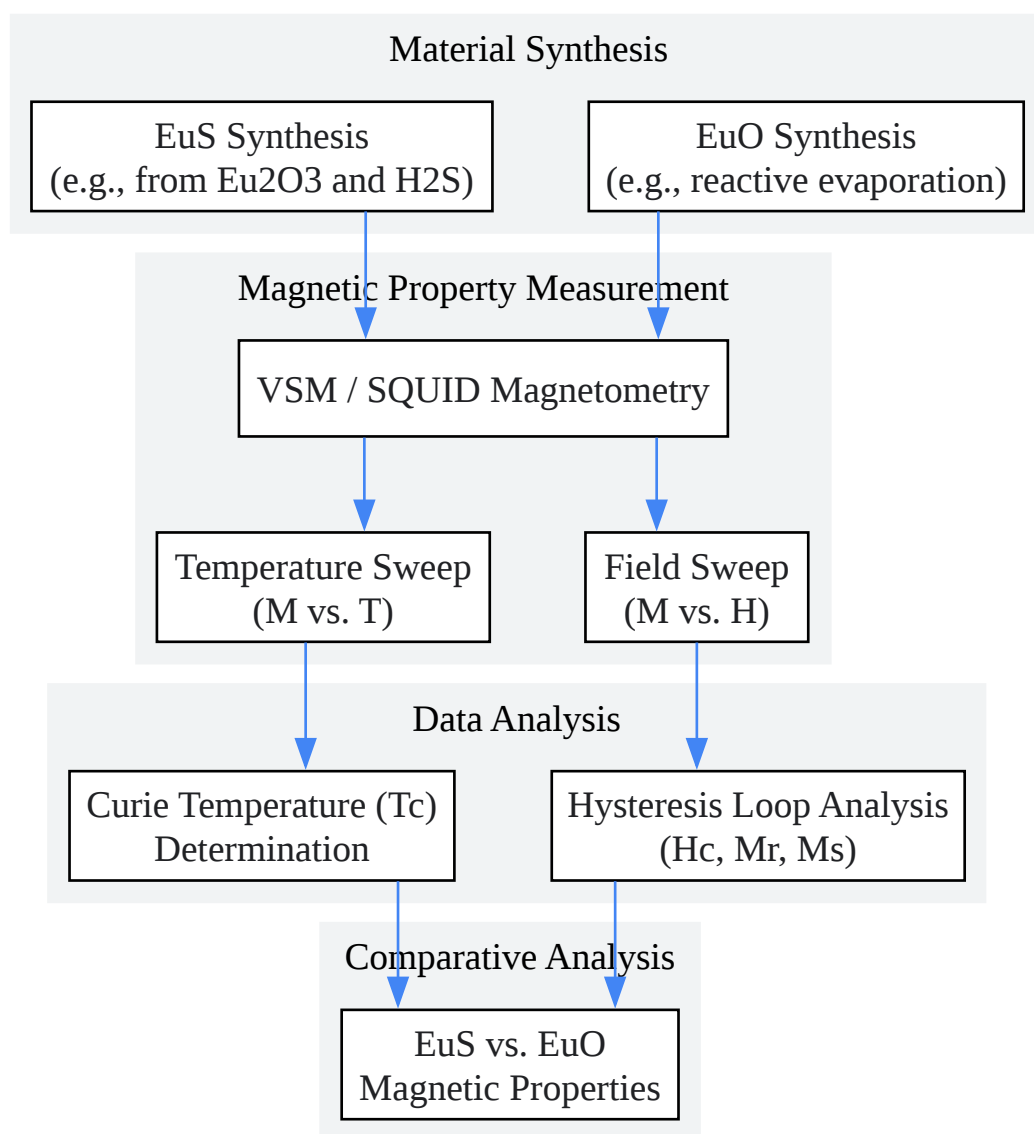 Material Synthesis
EuS Synthesis
(e.g., from Eu2O3 and H2S)
EuO Synthesis
(e.g., reactive evaporation)
Magnetic Property Measurement
VSM / SQUID Magnetometry
Temperature Sweep
(M vs. T)
Field Sweep
(M vs. H)
Data Analysis
Curie Temperature (Tc)
Determination
Hysteresis Loop Analysis
(Hc, Mr, Ms)
Comparative Analysis
EuS vs. EuO
Magnetic Properties